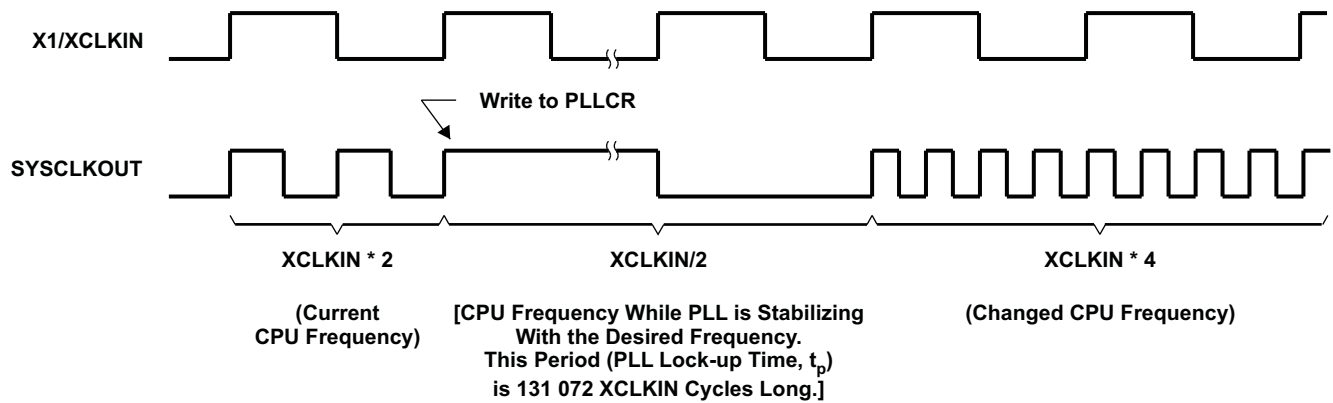 X1/XCLKIN
Write to PLLCR
SYSCLKOUT
XCLKIN * 2
XCLKIN/2
XCLKIN * 4
(Current
CPU Frequency)
[CPU Frequency While PLL is Stabilizing
With the Desired Frequency.
This Period (PLL Lock-up Time, tp)
is 131 072 XCLKIN Cycles Long.]
(Changed CPU Frequency)